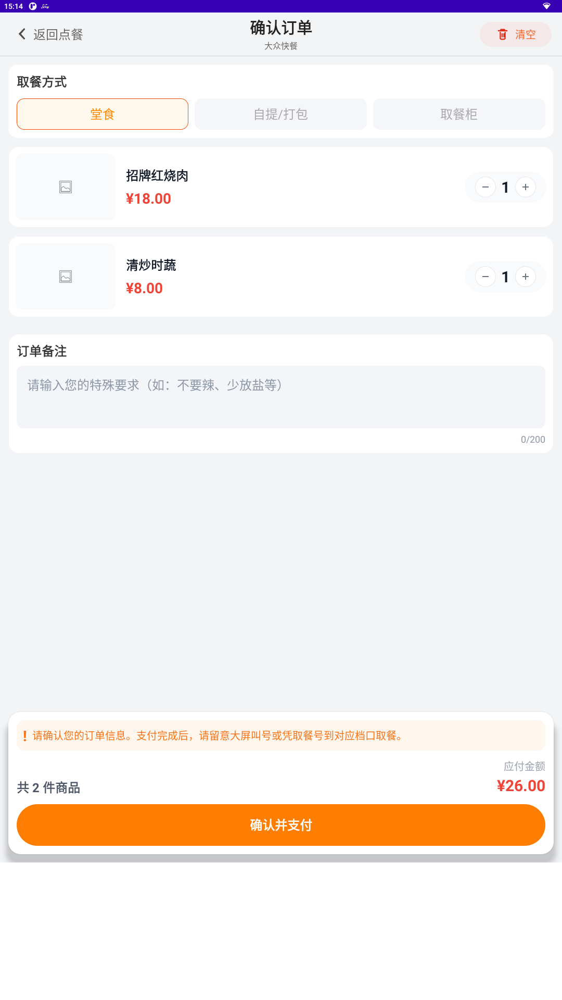 15:14
返回点餐
确认订单
大众快餐
清空
取餐方式
堂食
自提/打包
取餐柜
招牌红烧肉
¥18.00
1
清炒时蔬
¥8.00
1
订单备注
请输入您的特殊要求（如：不要辣、少放盐等）
0/200
请确认您的订单信息。支付完成后，请留意大屏叫号或凭取餐号到对应档口取餐。
应付金额
共 2 件商品
¥26.00
确认并支付